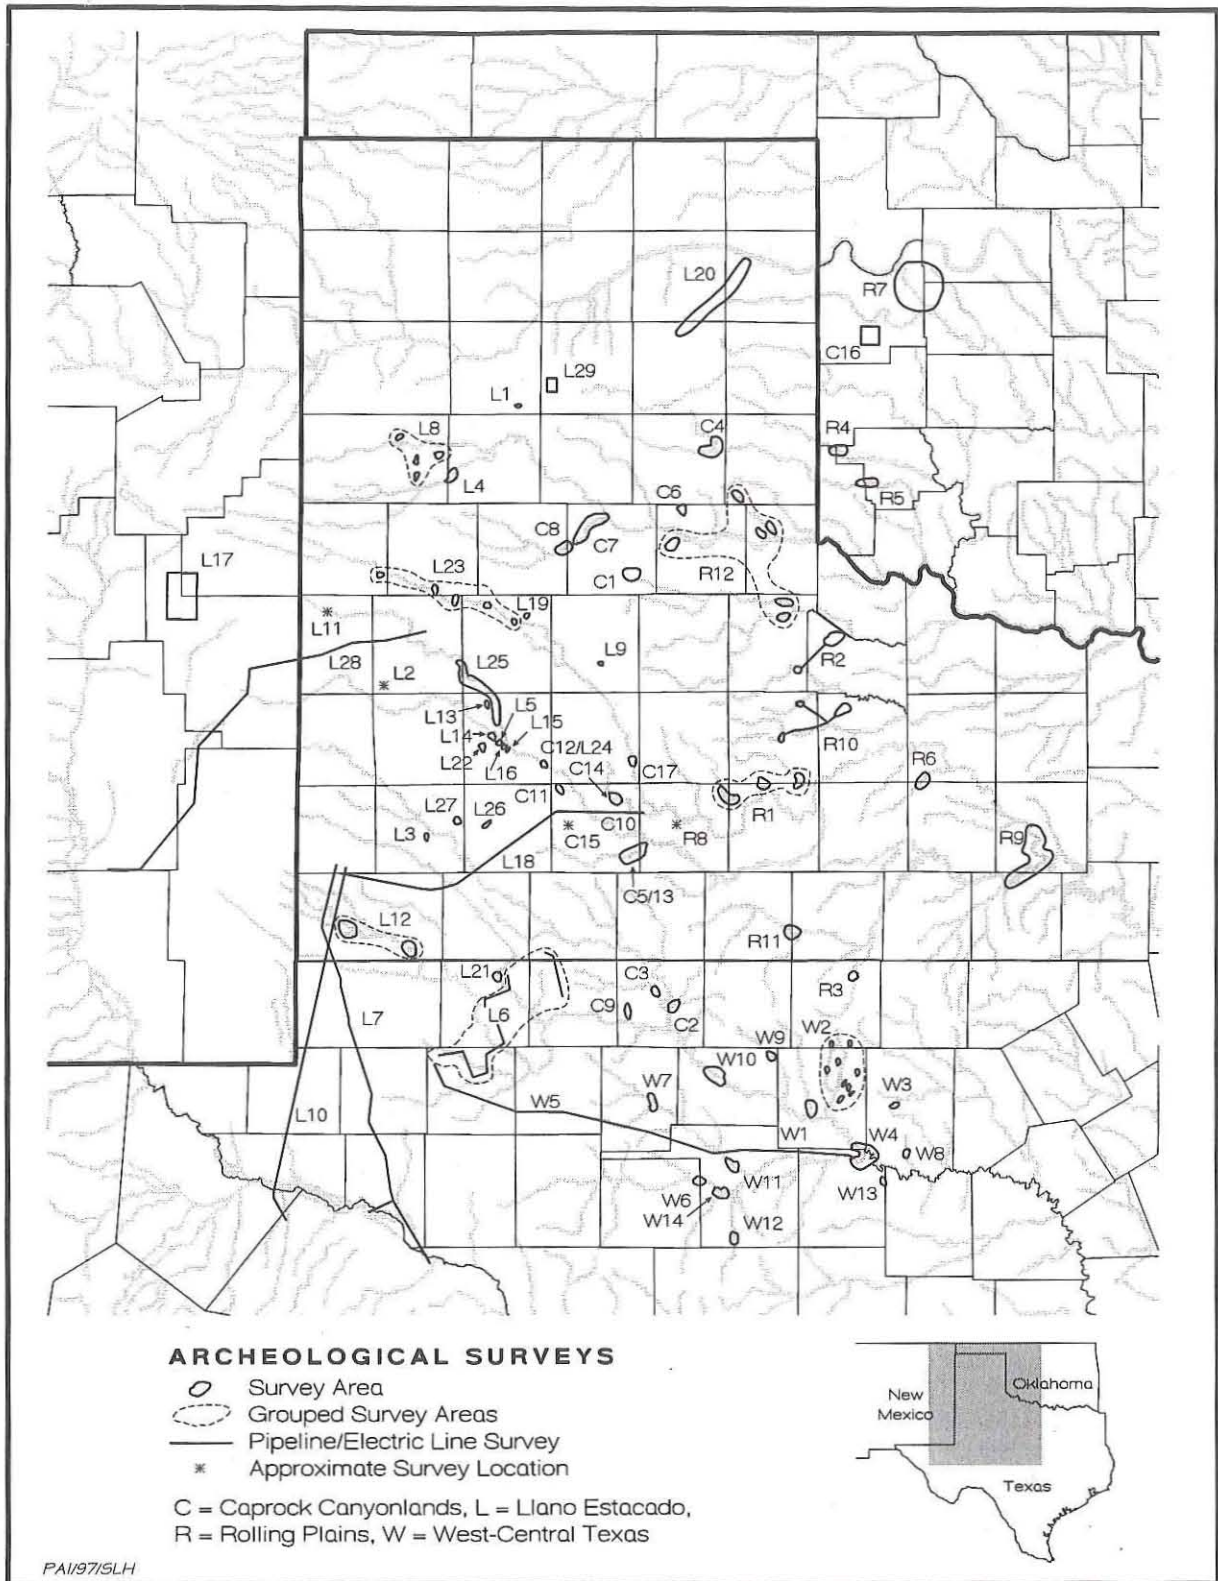 L20
R7
C16
L29
L1
L8
C4
R4
L4
R5
C6
C8
C7
L17
L23
C1
R12
L19
L11
L9
R2
L28
L2
L25
L13
L5
L15
L14
L22
L16
C12/L24
C14
C17
R10
R6
C11
L27
L26
R1
L3
C15
C10
R8
R9
L18
C5/13
L12
R11
L21
C3
R3
L7
L6
C9
C2
W2
W9
W10
W7
W3
L10
W5
W1
W4
W8
W11
W6
W13
W14
W12
ARCHEOLOGICAL SURVEYS
Survey Area
Grouped Survey Areas
Pipeline/Electric Line Survey
Approximate Survey Location
C = Caprock Canyonlands, L = Llano Estacado,
R = Rolling Plains, W = West-Central Texas
Oklahoma
New
Mexico
Texas
PAI/97/SLH